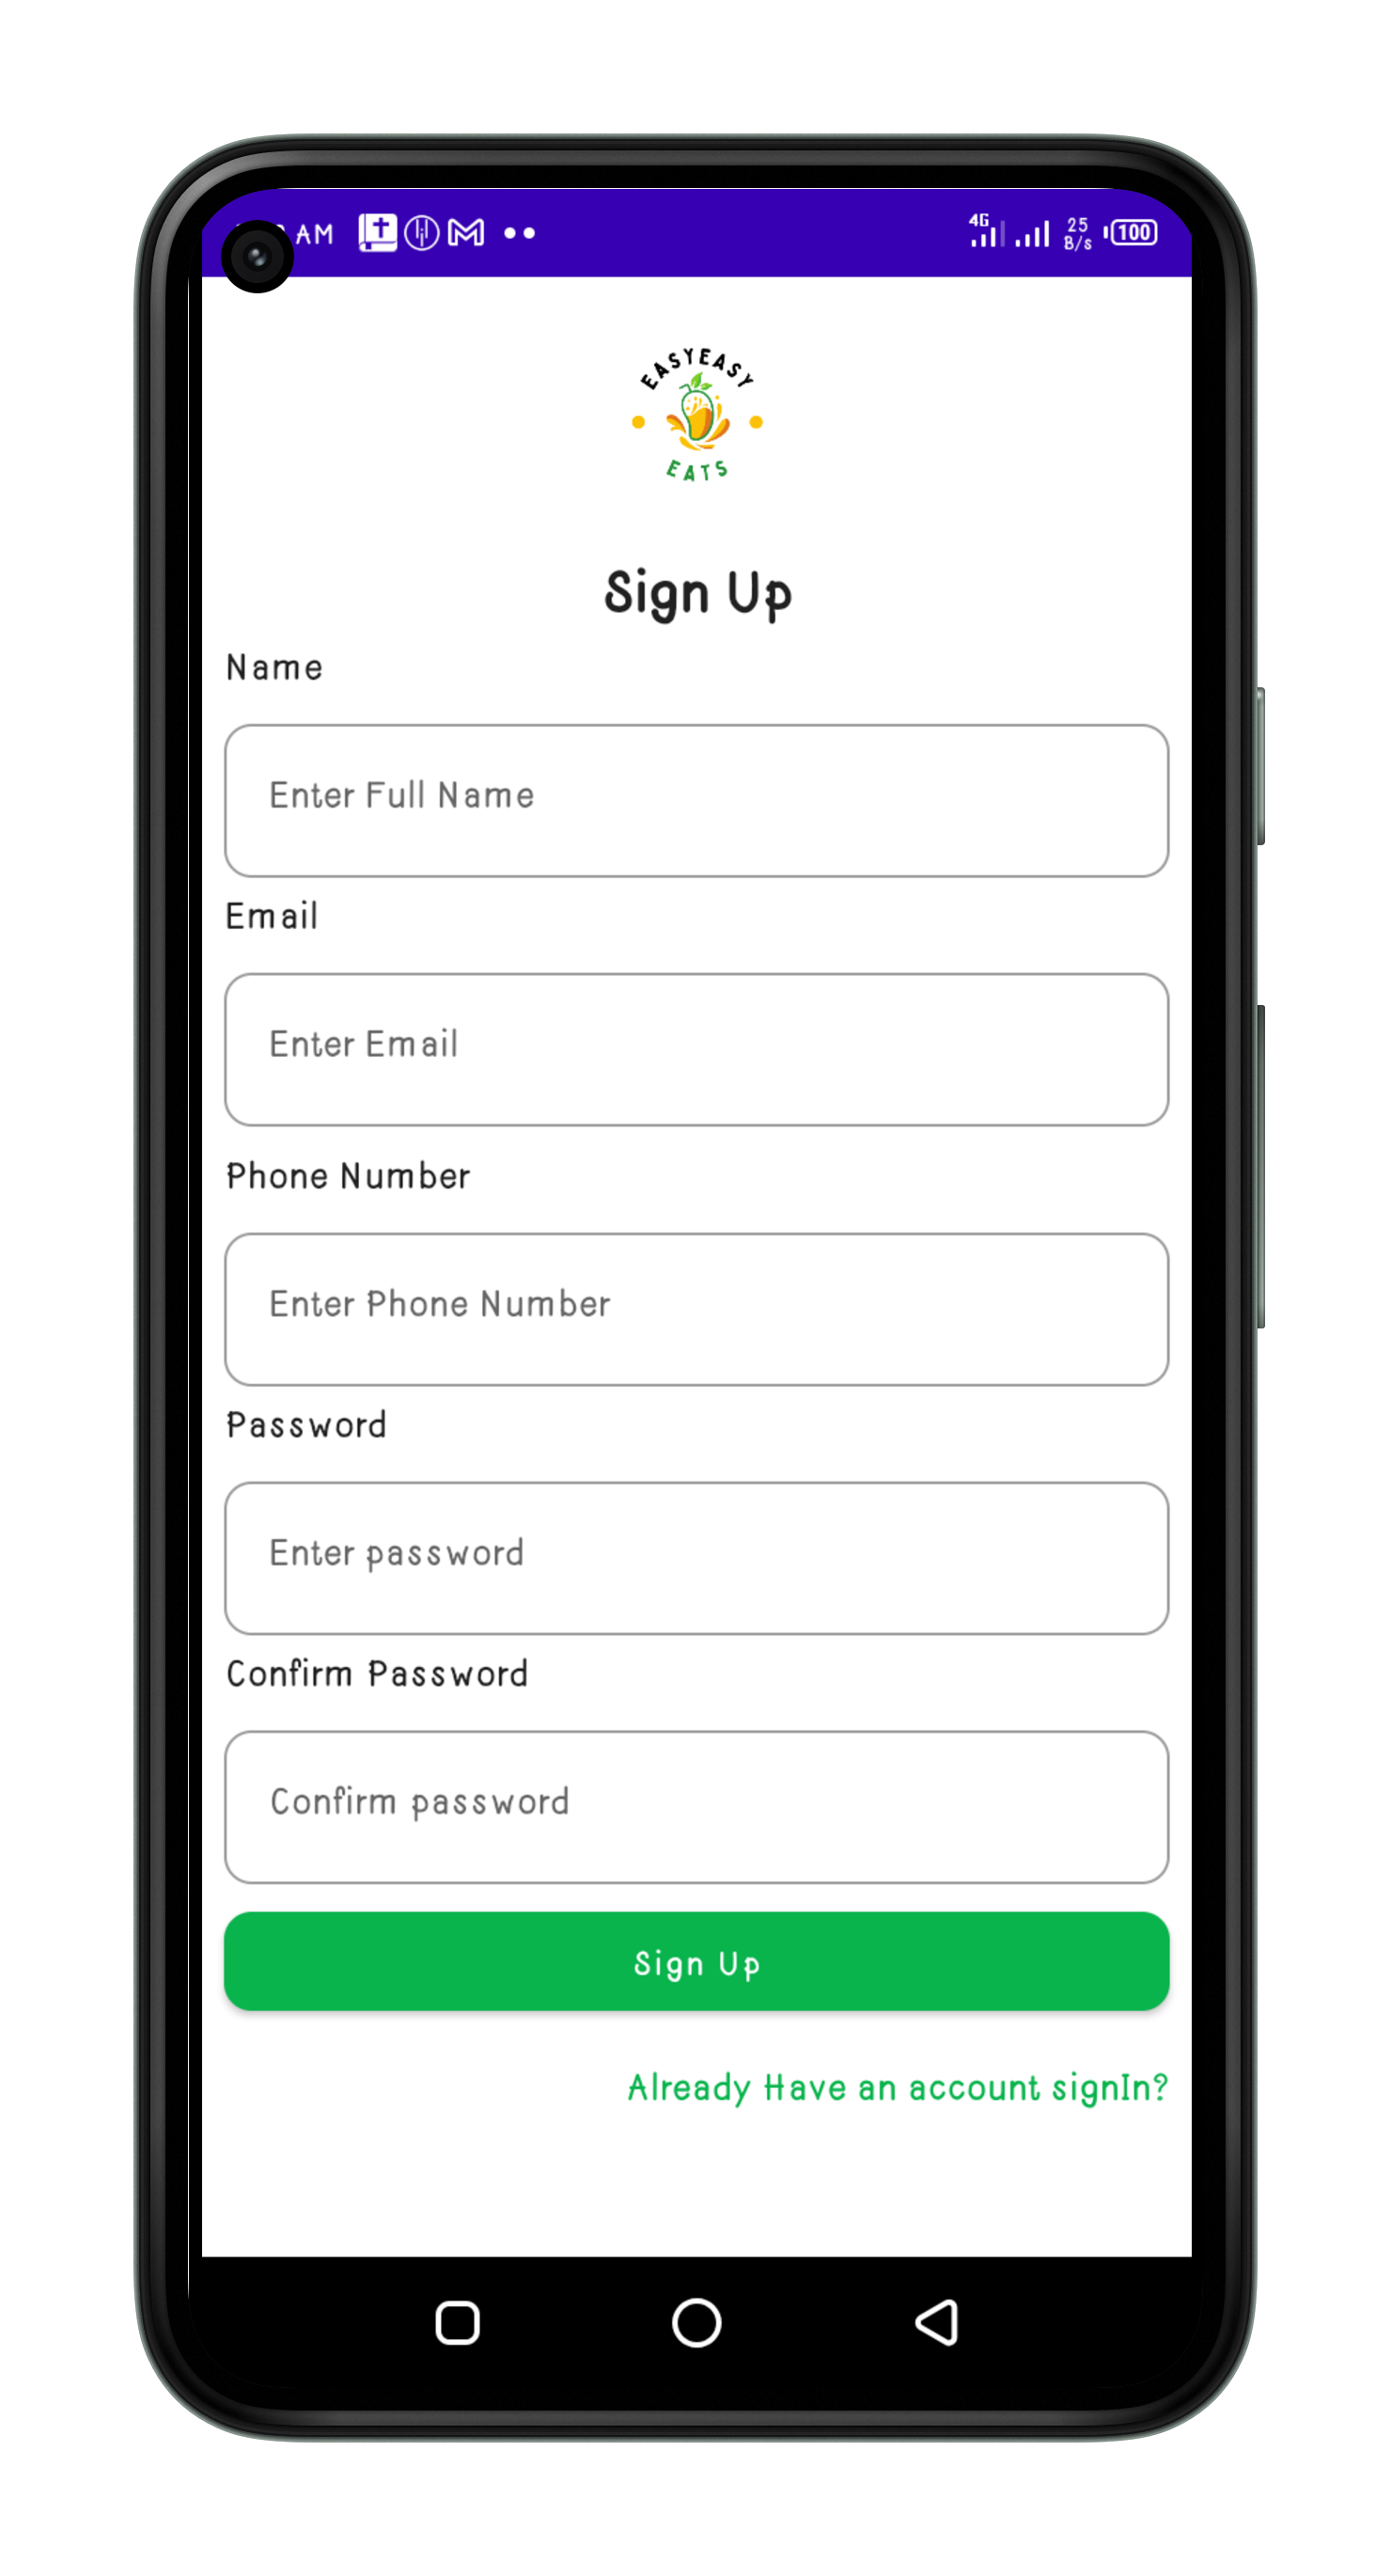 AM 4G 25 B/s 100
EASYEASY
EATS
Sign Up
Name
Enter Full Name
Email
Enter Email
Phone Number
Enter Phone Number
Password
Enter password
Confirm Password
Confirm password
Sign Up
Already Have an account signIn?